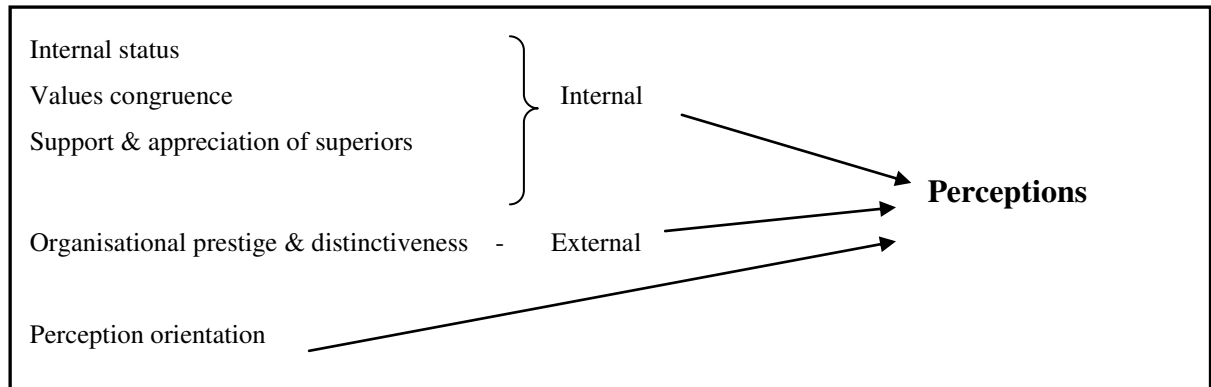 Internal status
Values congruence
Internal
Support & appreciation of superiors
Perceptions
Organisational prestige & distinctiveness - External
Perception orientation